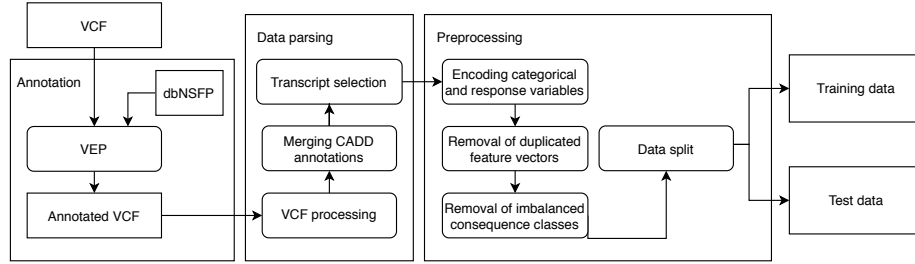 VCF
Annotation
dbNSFP
VEP
Annotated VCF
Data parsing
Transcript selection
Merging CADD
annotations
VCF processing
Preprocessing
Encoding categorical
and response variables
Removal of duplicated
feature vectors
Removal of imbalanced
consequence classes
Data split
Training data
Test data